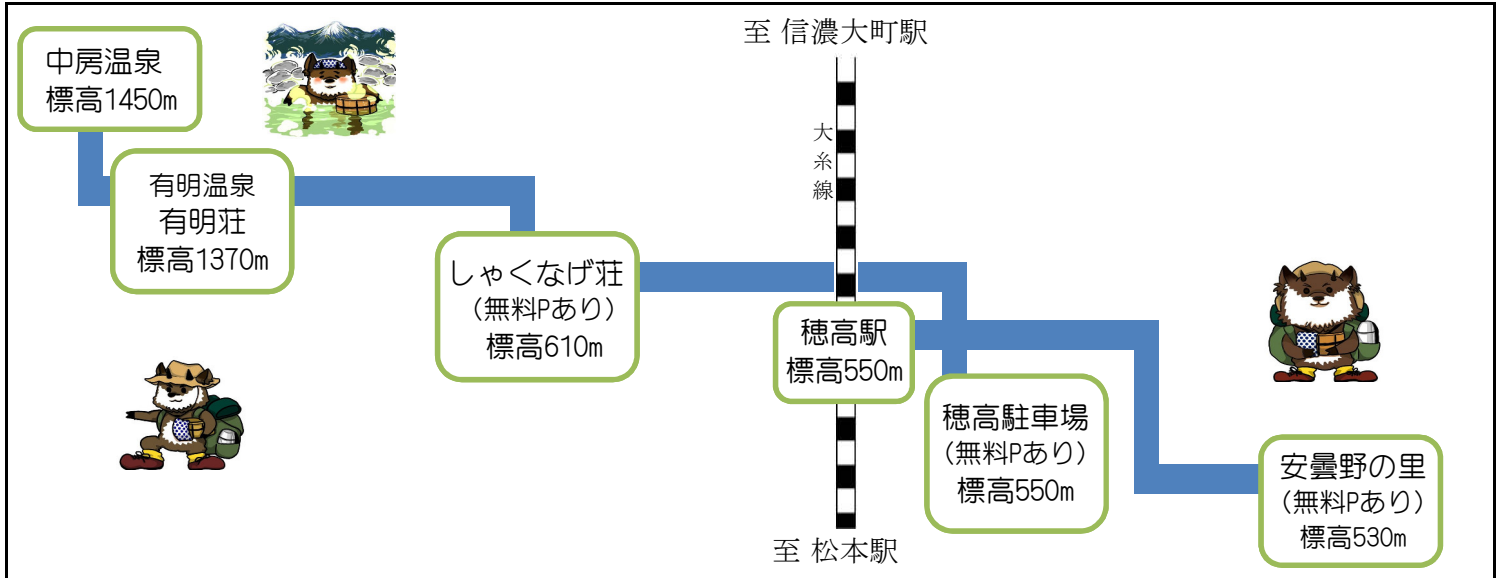 至 信濃大町駅
中房温泉
標高1450m
大糸線
有明温泉
有明荘
標高1370m
しゃくなげ荘
（無料Pあり）
標高610m
穂高駅
標高550m
穂高駐車場
（無料Pあり）
標高550m
安曇野の里
（無料Pあり）
標高530m
至 松本駅